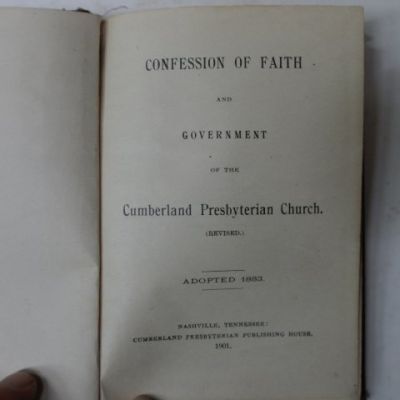 CONFESSION OF FAITH
AND
GOVERNMENT
OF THE
Cumberland Presbyterian Church.
(REVISED.)
ADOPTED 1883.
NASHVILLE, TENNESSEE:
CUMBERLAND PRESBYTERIAN PUBLISHING HOUSE.
1901.